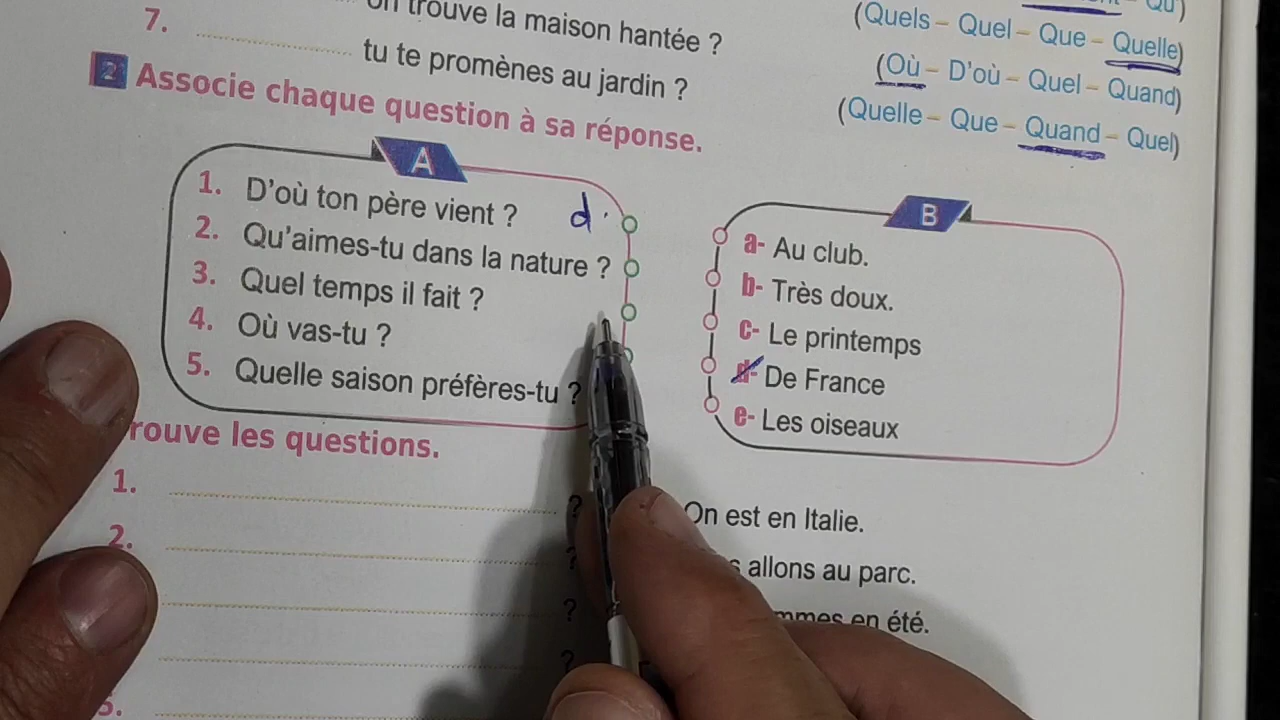 trouve la maison hantée ?
7. tu te promènes au jardin ?
(Quels – Quel – Que – Quelle)
(Où – D'où – Quel – Quand)
(Quelle – Que – Quand – Quel)
2 Associe chaque question à sa réponse.
A
1. D'où ton père vient ? d.
2. Qu'aimes-tu dans la nature ?
3. Quel temps il fait ?
4. Où vas-tu ?
5. Quelle saison préfères-tu ?
B
a- Au club.
b- Très doux.
c- Le printemps
d- De France
e- Les oiseaux
rouve les questions.
1. ? On est en Italie.
2. ? allons au parc.
? en été.
?
5.